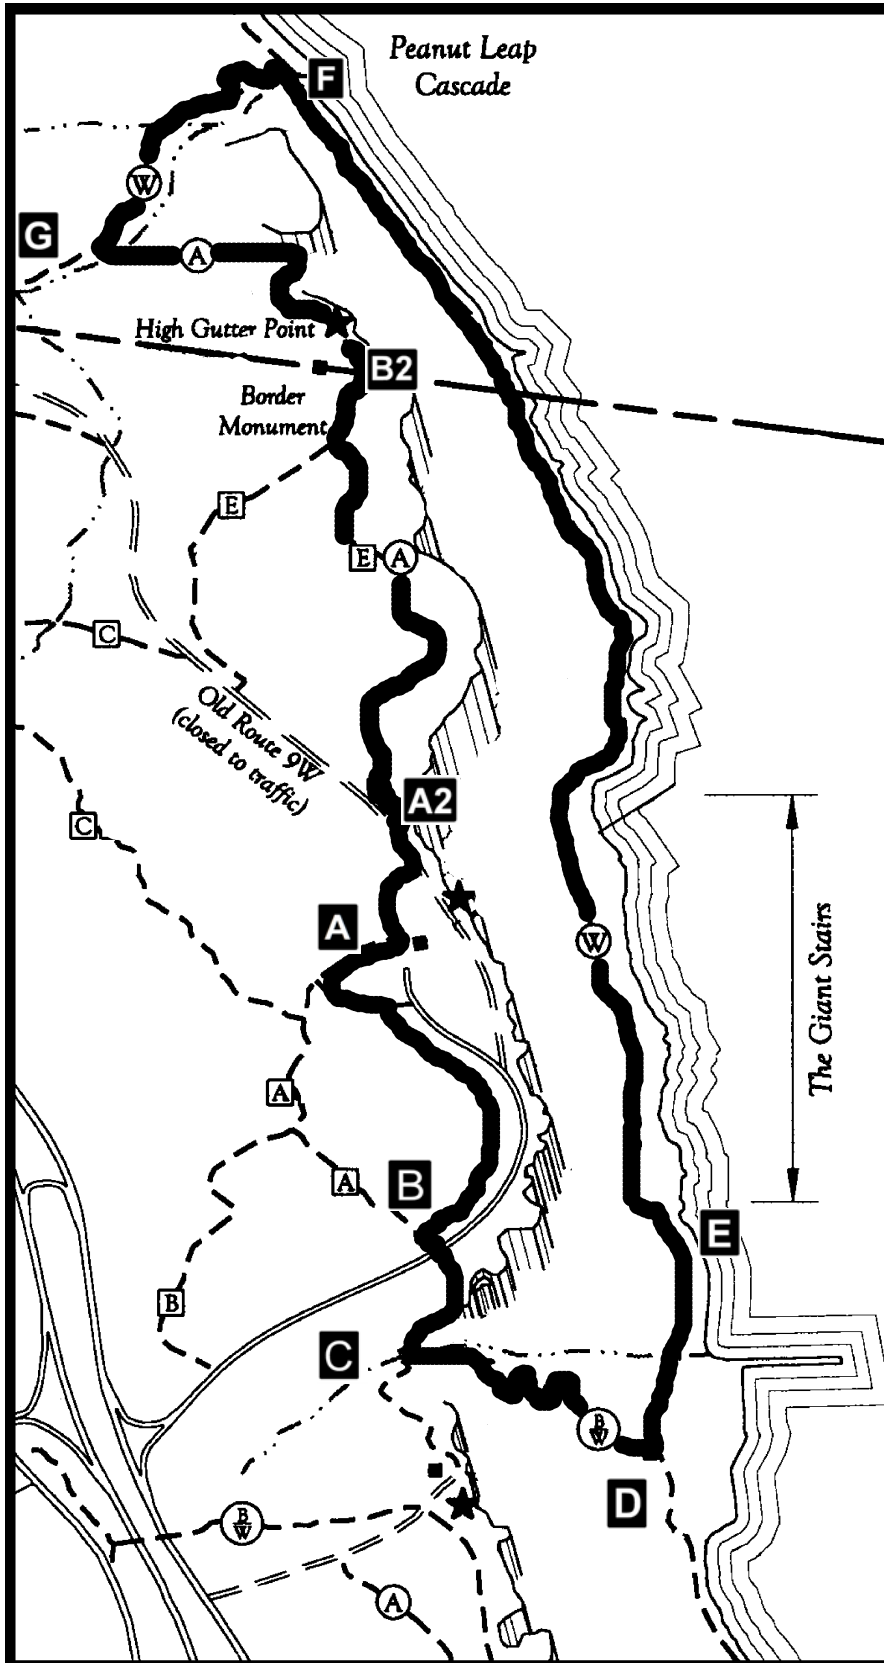 Peanut Leap
Cascade
F
W
G
A
High Gutter Point
B2
Border
Monument
E
E
A
C
Old Route 9W
(closed to traffic)
A2
C
A
W
The Giant Stairs
A
B
A
E
B
C
B
W
D
B
W
A